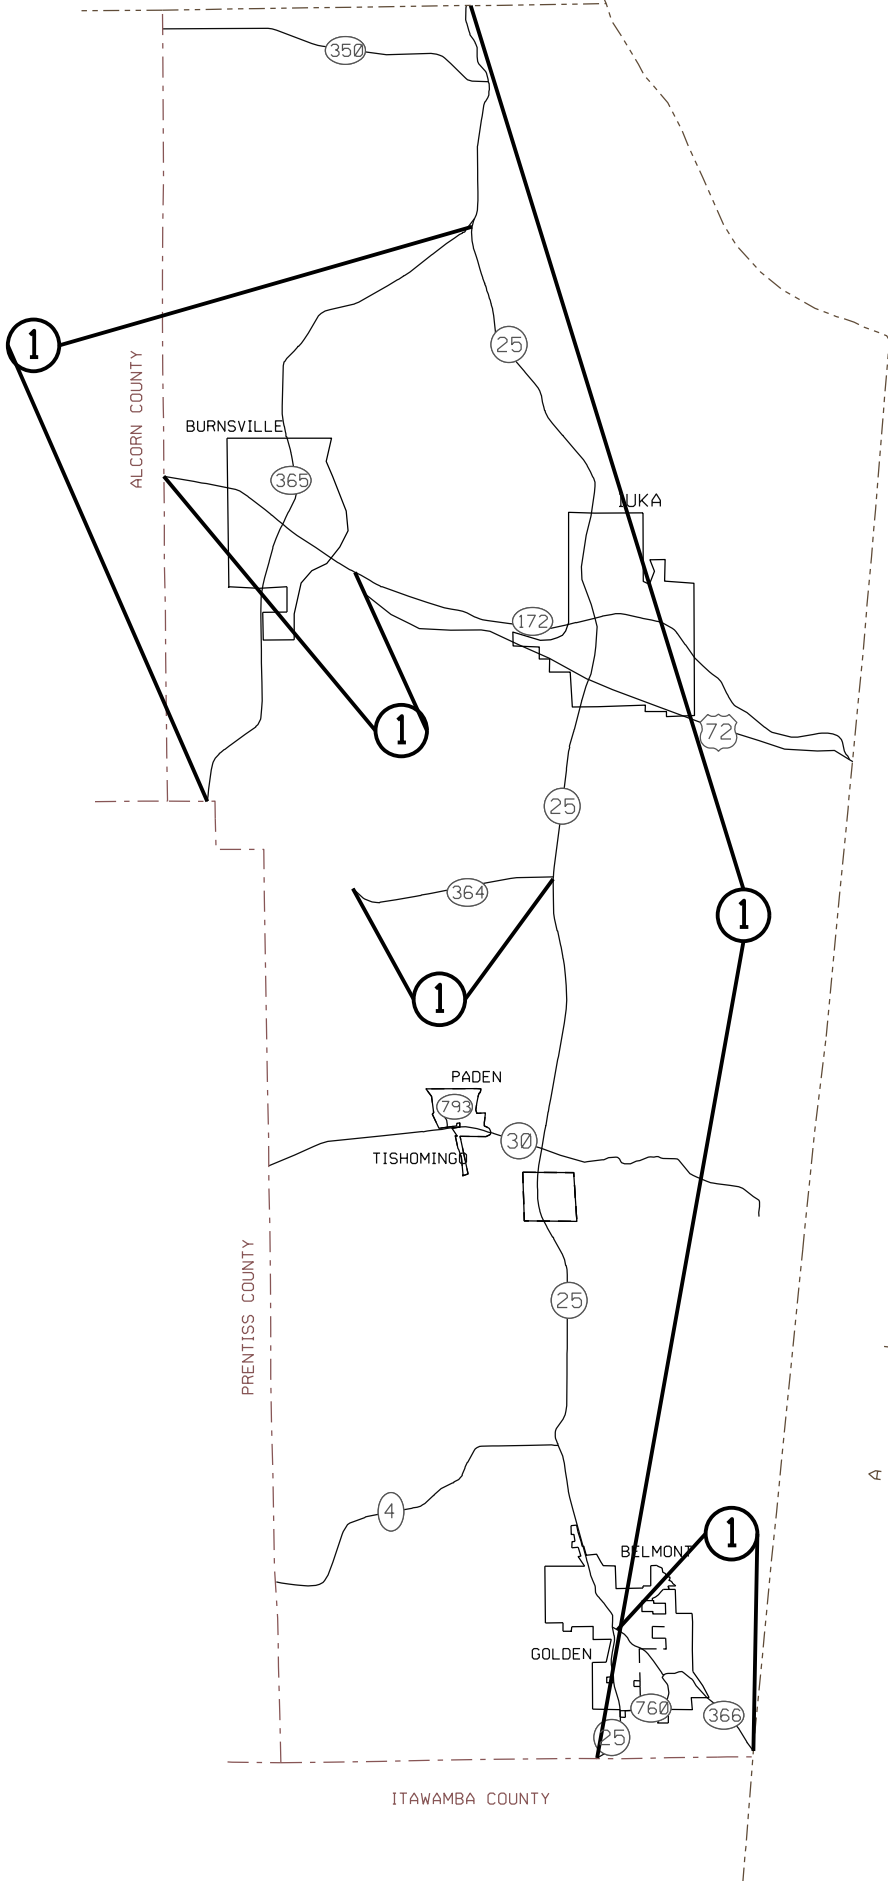 350
1
25
ALCORN COUNTY
BURNSVILLE
365
IUKA
172
1
72
25
364
1
1
PADEN
793
30
TISHOMINGO
PRENTISS COUNTY
25
A
4
1
BELMONT
GOLDEN
760
366
25
ITAWAMBA COUNTY